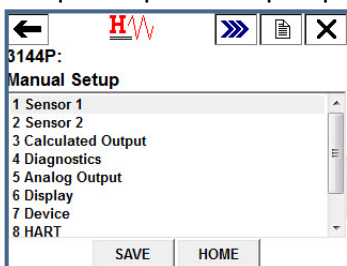 H
3144P:
Manual Setup
1 Sensor 1
2 Sensor 2
3 Calculated Output
4 Diagnostics
5 Analog Output
6 Display
7 Device
8 HART
SAVE HOME